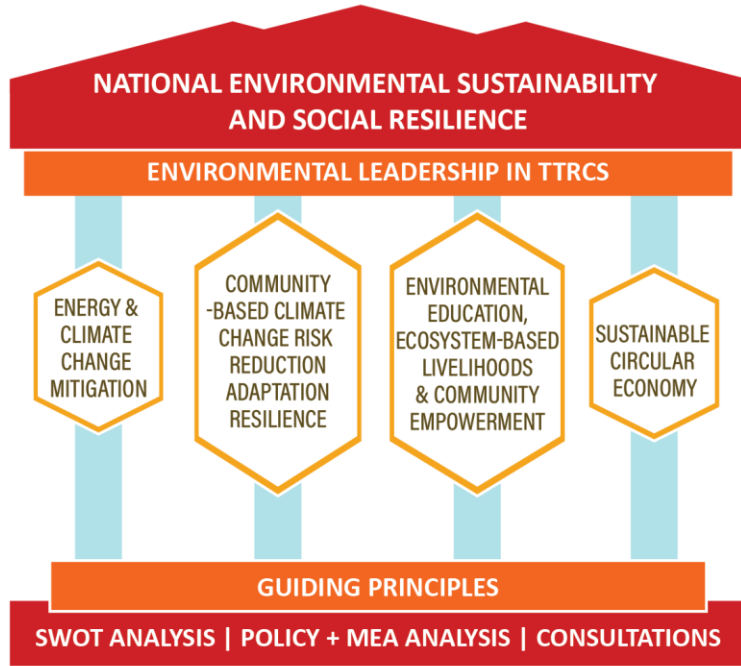 NATIONAL ENVIRONMENTAL SUSTAINABILITY
AND SOCIAL RESILIENCE
ENVIRONMENTAL LEADERSHIP IN TTRCS
ENERGY &
CLIMATE
CHANGE
MITIGATION
COMMUNITY
-BASED CLIMATE
CHANGE RISK
REDUCTION
ADAPTATION
RESILIENCE
ENVIRONMENTAL
EDUCATION,
ECOSYSTEM-BASED
LIVELIHOODS
& COMMUNITY
EMPOWERMENT
SUSTAINABLE
CIRCULAR
ECONOMY
GUIDING PRINCIPLES
SWOT ANALYSIS | POLICY + MEA ANALYSIS | CONSULTATIONS